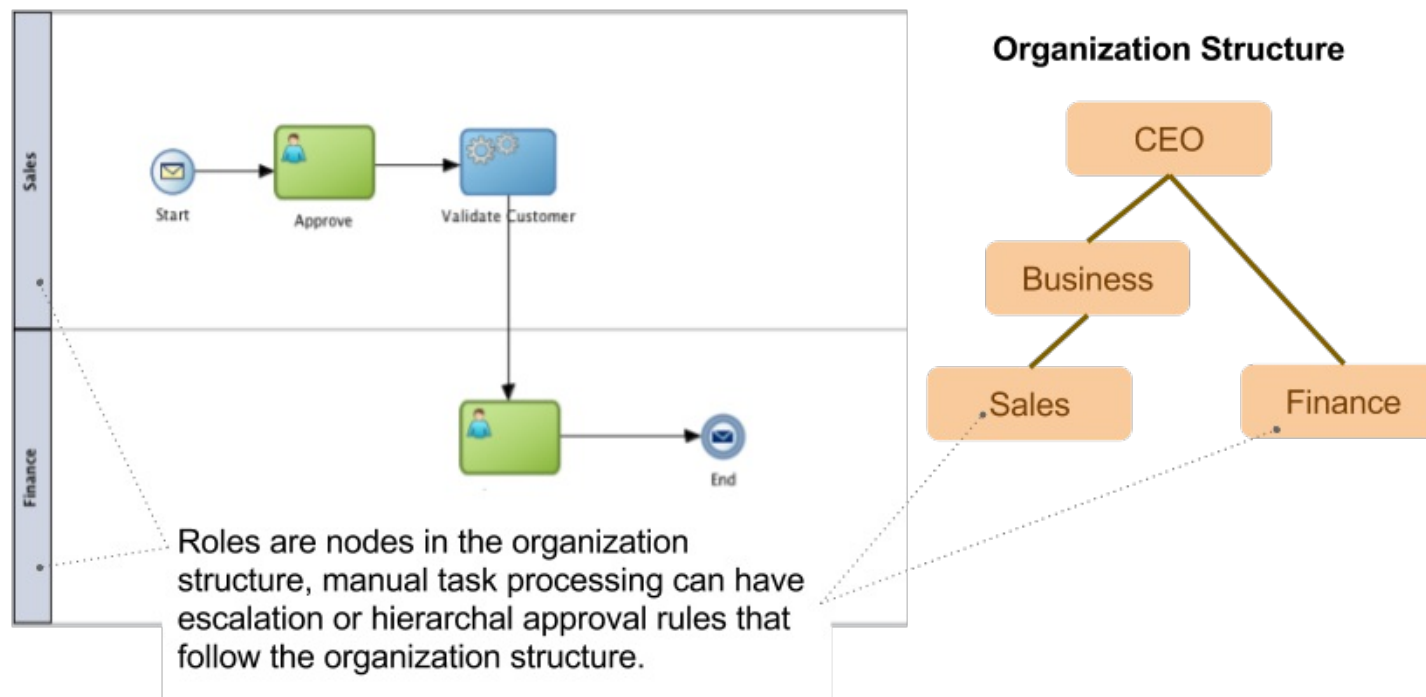 Organization Structure
CEO
Business
Sales
Finance
Sales
Start
Approve
Validate Customer
Finance
End
Roles are nodes in the organization
structure, manual task processing can have
escalation or hierarchal approval rules that
follow the organization structure.